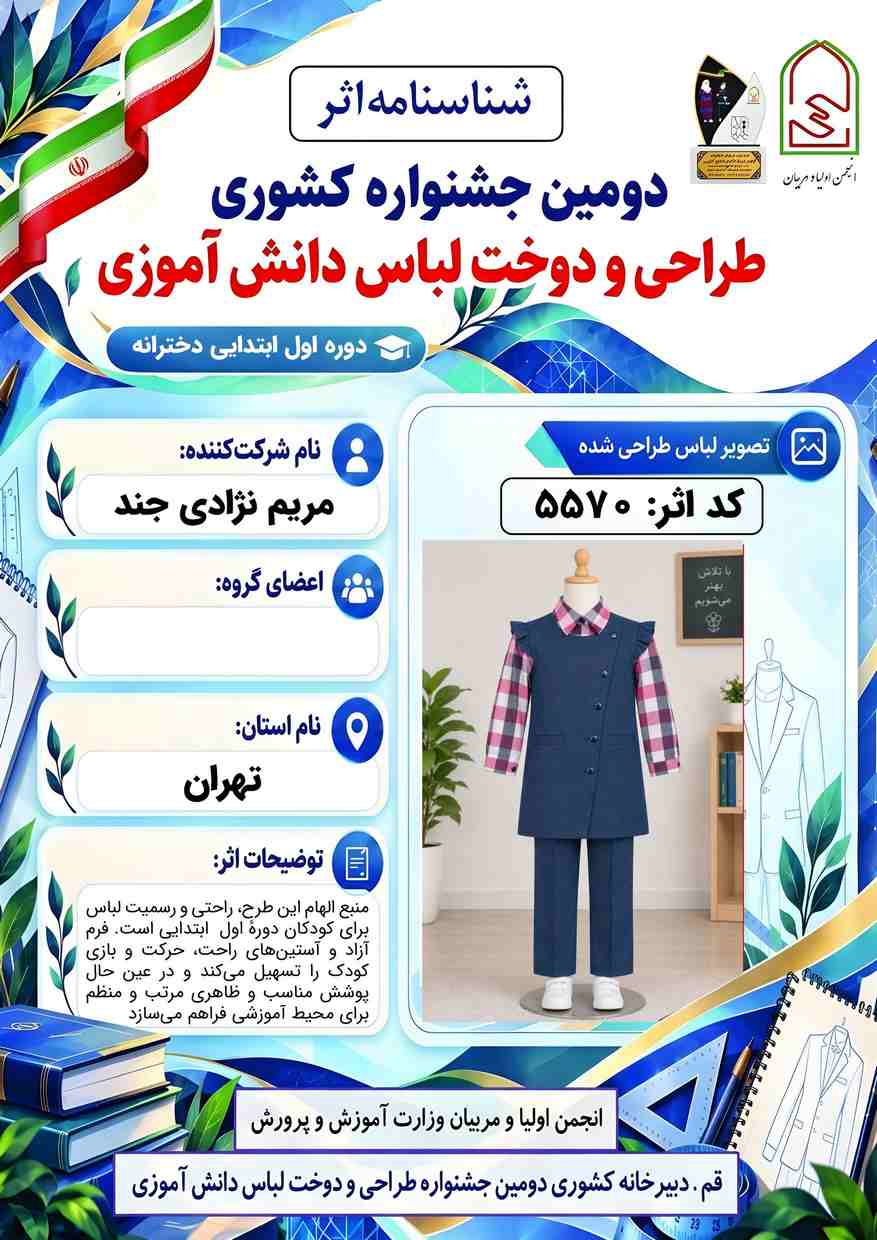 شناسنامه اثر
انجمن اولیا و مربیان
دومین جشنواره کشوری
طراحی و دوخت لباس دانش آموزی
دوره اول ابتدایی دخترانه
تصویر لباس طراحی شده
کد اثر: ۵۵۷۰
با تلاش
بهتر
می‌شویم
نام شرکت‌کننده:
مریم نژادی جند
اعضای گروه:
نام استان:
تهران
توضیحات اثر:
منبع الهام این طرح، راحتی و رسمیت لباس
برای کودکان دورهٔ اول ابتدایی است. فرم
آزاد و آستین‌های راحت، حرکت و بازی
کودک را تسهیل می‌کند و در عین حال
پوشش مناسب و ظاهری مرتب و منظم
برای محیط آموزشی فراهم می‌سازد
انجمن اولیا و مربیان وزارت آموزش و پرورش
قم . دبیرخانه کشوری دومین جشنواره طراحی و دوخت لباس دانش آموزی